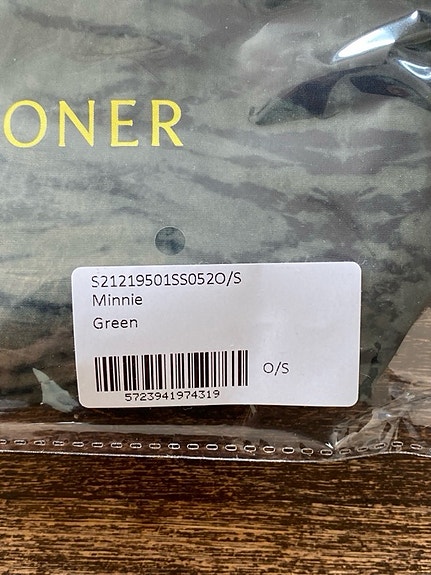 ONER
S21219501SS052O/S
Minnie
Green
O/S
5723941974319